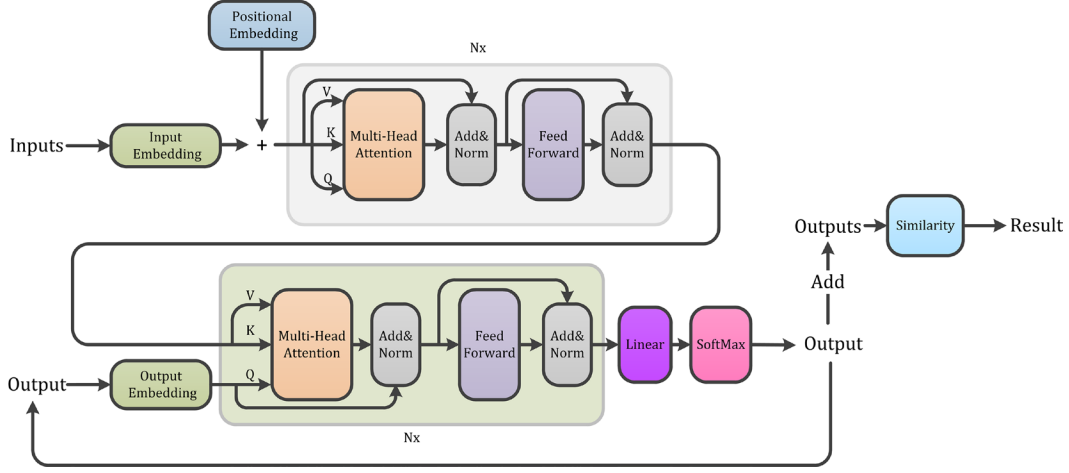 Positional
Embedding
Nx
Inputs
Input
Embedding
+
V
K
Q
Multi-Head
Attention
Add&
Norm
Feed
Forward
Add&
Norm
Outputs
Similarity
Result
Add
Output
Output
Embedding
V
K
Q
Multi-Head
Attention
Add&
Norm
Feed
Forward
Add&
Norm
Linear
SoftMax
Output
Nx